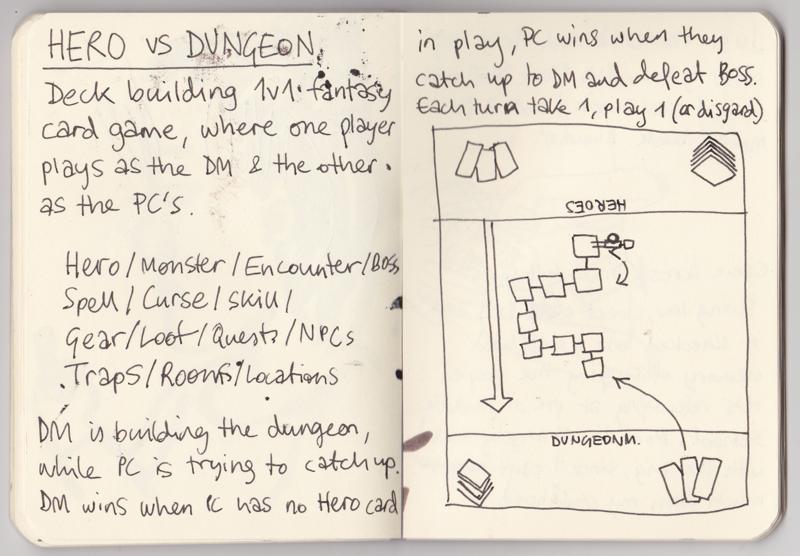 HERO VS DUNGEON
Deck building 1v1 fantasy
card game, where one player
plays as the DM & the other
as the PC's.
Hero/Monster/Encounter/Boss
Spell/Curse/Skill/
Gear/Loot/Quests/NPCs
Traps/Rooms/Locations
DM is building the dungeon,
while PC is trying to catch up.
DM wins when PC has no Hero card
in play, PC wins when they
catch up to DM and defeat Boss.
Each turn take 1, play 1 (or disgard)
HEROES
DUNGEONM.